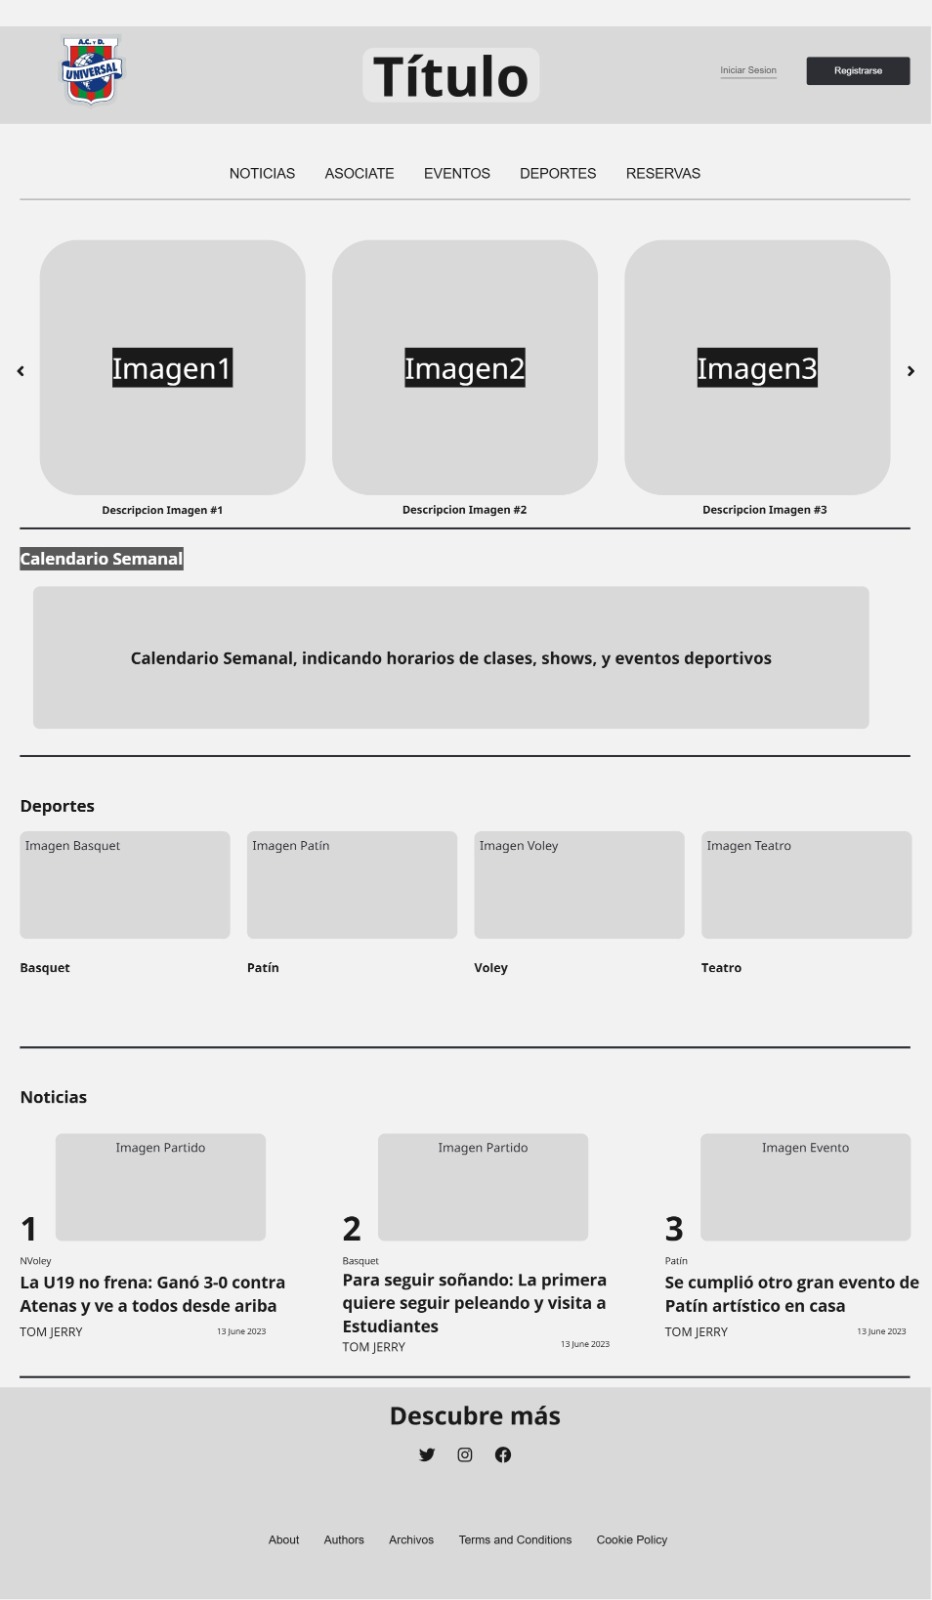 A.C. y D.
UNIVERSAL
Título
Iniciar Sesion
Registrarse
NOTICIAS
ASOCIATE
EVENTOS
DEPORTES
RESERVAS
Imagen1
Imagen2
Imagen3
Descripcion Imagen #1
Descripcion Imagen #2
Descripcion Imagen #3
Calendario Semanal
Calendario Semanal, indicando horarios de clases, shows, y eventos deportivos
Deportes
Imagen Basquet
Imagen Patín
Imagen Voley
Imagen Teatro
Basquet
Patín
Voley
Teatro
Noticias
Imagen Partido
1
NVoley
La U19 no frena: Ganó 3-0 contra
Atenas y ve a todos desde ariba
TOM JERRY
13 June 2023
Imagen Partido
2
Basquet
Para seguir soñando: La primera
quiere seguir peleando y visita a
Estudiantes
TOM JERRY
13 June 2023
Imagen Evento
3
Patín
Se cumplió otro gran evento de
Patín artístico en casa
TOM JERRY
13 June 2023
Descubre más
About
Authors
Archivos
Terms and Conditions
Cookie Policy